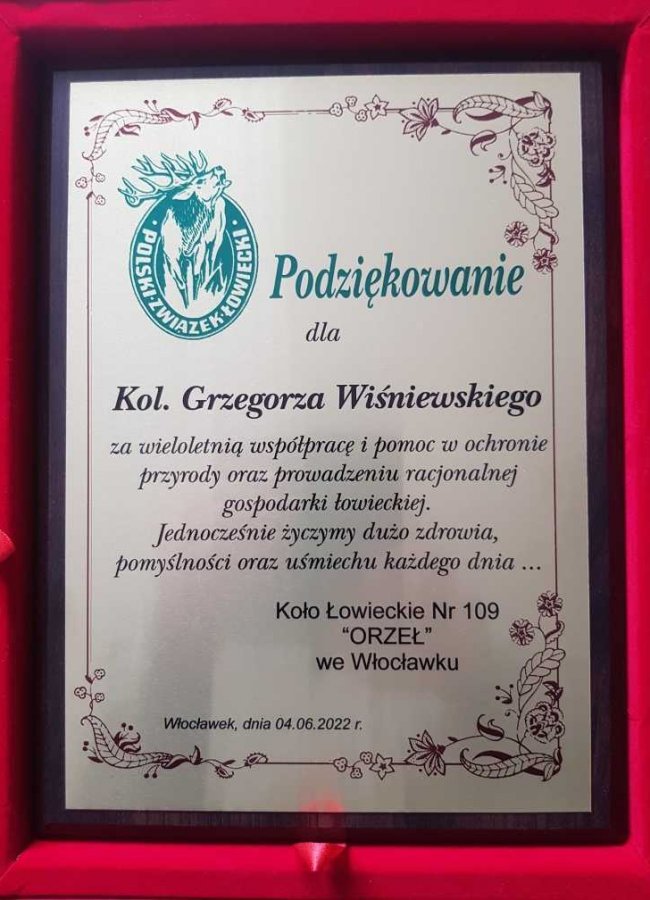 · POLSKI · ZWIĄZEK · ŁOWIECKI ·
Podziękowanie
dla
Kol. Grzegorza Wiśniewskiego
za wieloletnią współpracę i pomoc w ochronie
przyrody oraz prowadzeniu racjonalnej
gospodarki łowieckiej.
Jednocześnie życzymy dużo zdrowia,
pomyślności oraz uśmiechu każdego dnia ...
Koło Łowieckie Nr 109
“ORZEŁ”
we Włocławku
Włocławek, dnia 04.06.2022 r.